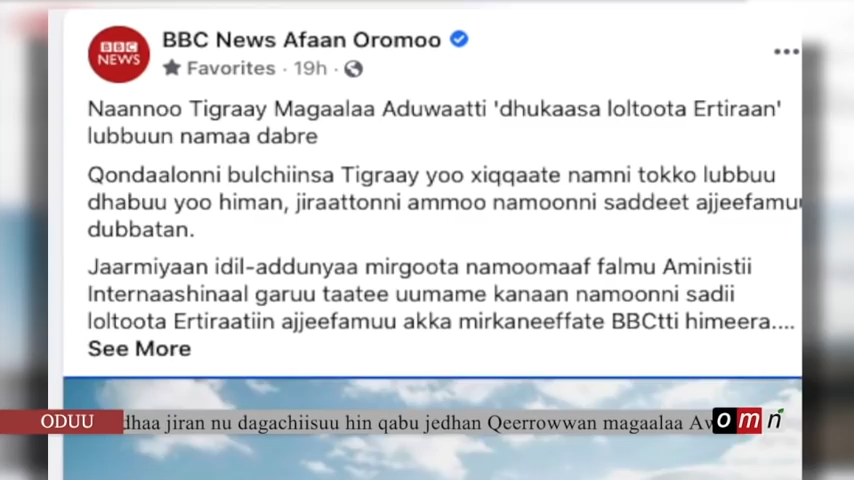 BBC NEWS
BBC News Afaan Oromoo
Favorites · 19h ·
Naannoo Tigraay Magaalaa Aduwaatti 'dhukaasa loltoota Ertiraan'
lubbuun namaa dabre
Qondaalonni bulchiinsa Tigraay yoo xiqqaate namni tokko lubbuu
dhabuu yoo himan, jiraattonni ammoo namoonni saddeet ajjeefamuu
dubbatan.
Jaarmiyaan idil-addunyaa mirgoota namoomaaf falmu Aministii
Internaashinaal garuu taatee uumame kanaan namoonni sadii
loltoota Ertiraatiin ajjeefamuu akka mirkaneeffate BBCtti himeera....
See More
ODUU
dhaa jiran nu dagachiisuu hin qabu jedhan Qeerrowwan magaalaa
omn